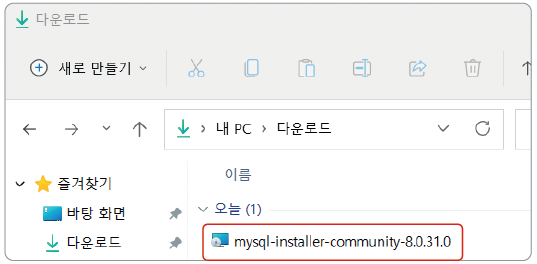 다운로드
새로 만들기
내 PC > 다운로드
이름
즐겨찾기
오늘 (1)
바탕 화면
mysql-installer-community-8.0.31.0
다운로드